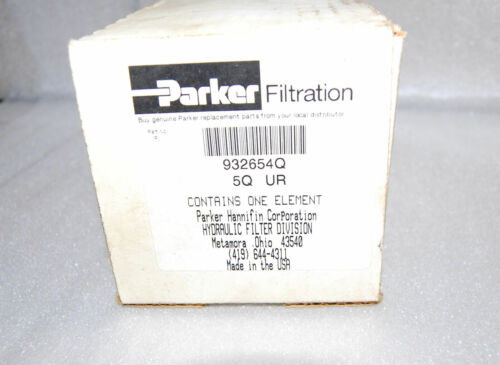 Parker Filtration
Buy genuine Parker replacement parts from your local distributor
932654Q
5Q UR
CONTAINS ONE ELEMENT
Parker Hannifin Corporation
HYDRAULIC FILTER DIVISION
Metamora Ohio 43540
(419) 644-4311
Made in the USA